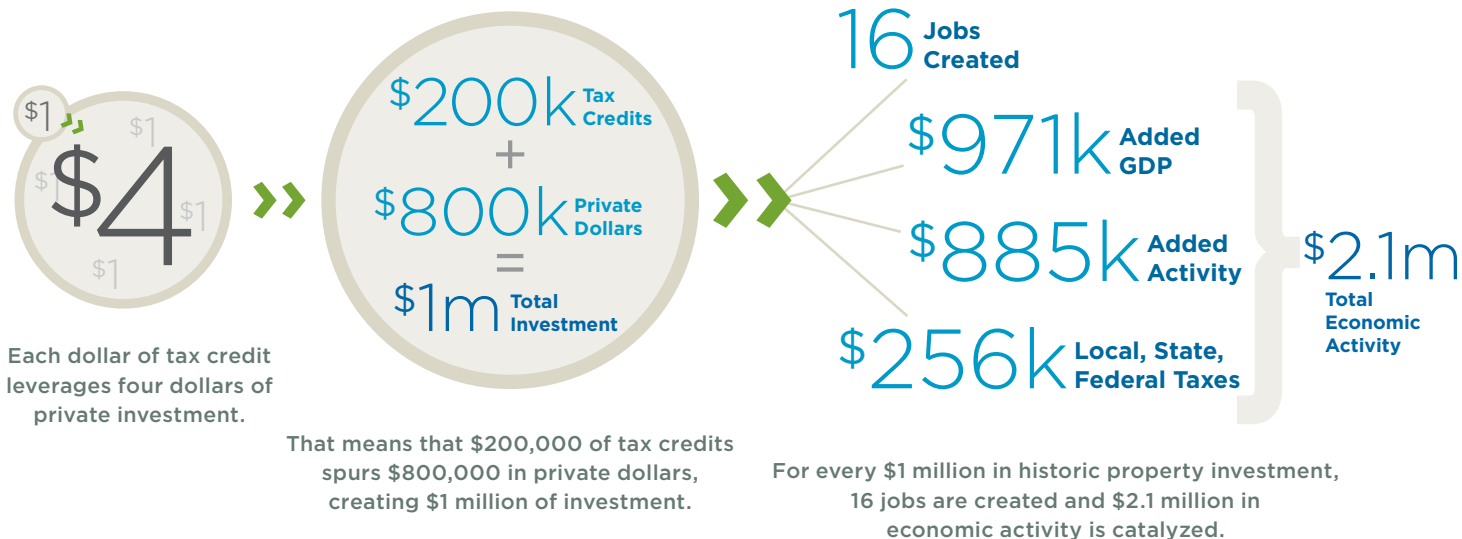 $1
$1
$1
$4
$1
$1
Each dollar of tax credit
leverages four dollars of
private investment.
$200k Tax
Credits
+
$800k Private
Dollars
=
$1m Total
Investment
That means that $200,000 of tax credits
spurs $800,000 in private dollars,
creating $1 million of investment.
16 Jobs
Created
$971k Added
GDP
$885k Added
Activity
$256k Local, State,
Federal Taxes
$2.1m
Total
Economic
Activity
For every $1 million in historic property investment,
16 jobs are created and $2.1 million in
economic activity is catalyzed.